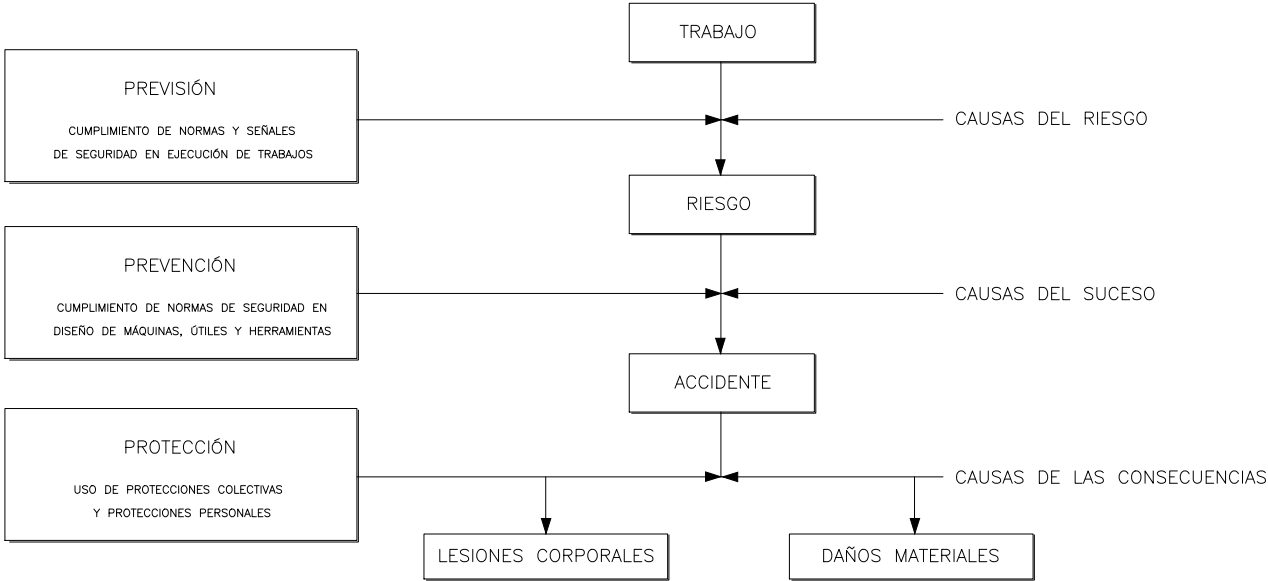 TRABAJO
PREVISIÓN
CUMPLIMIENTO DE NORMAS Y SEÑALES
DE SEGURIDAD EN EJECUCIÓN DE TRABAJOS
CAUSAS DEL RIESGO
RIESGO
PREVENCIÓN
CUMPLIMIENTO DE NORMAS DE SEGURIDAD EN
DISEÑO DE MÁQUINAS, ÚTILES Y HERRAMIENTAS
CAUSAS DEL SUCESO
ACCIDENTE
PROTECCIÓN
USO DE PROTECCIONES COLECTIVAS
Y PROTECCIONES PERSONALES
CAUSAS DE LAS CONSECUENCIAS
LESIONES CORPORALES
DAÑOS MATERIALES